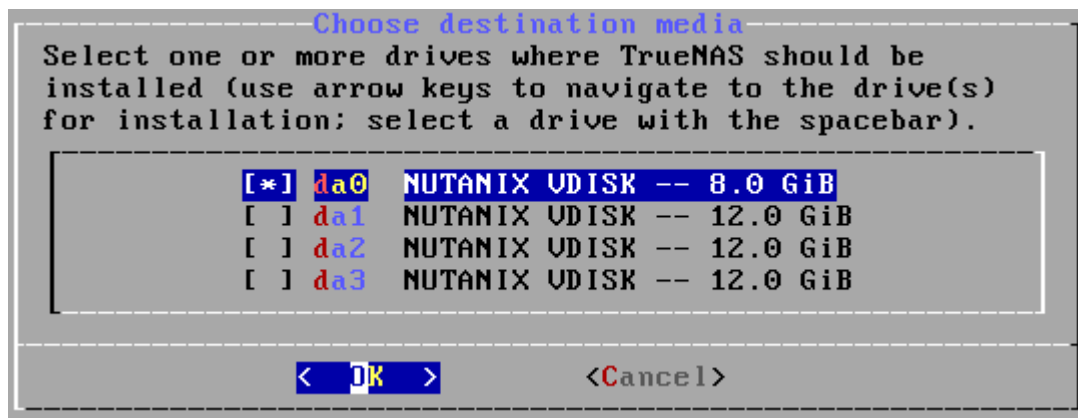 Choose destination media
Select one or more drives where TrueNAS should be
installed (use arrow keys to navigate to the drive(s)
for installation; select a drive with the spacebar).
[*] da0 NUTANIX VDISK -- 8.0 GiB
[ ] da1 NUTANIX VDISK -- 12.0 GiB
[ ] da2 NUTANIX VDISK -- 12.0 GiB
[ ] da3 NUTANIX VDISK -- 12.0 GiB
< OK > <Cancel>